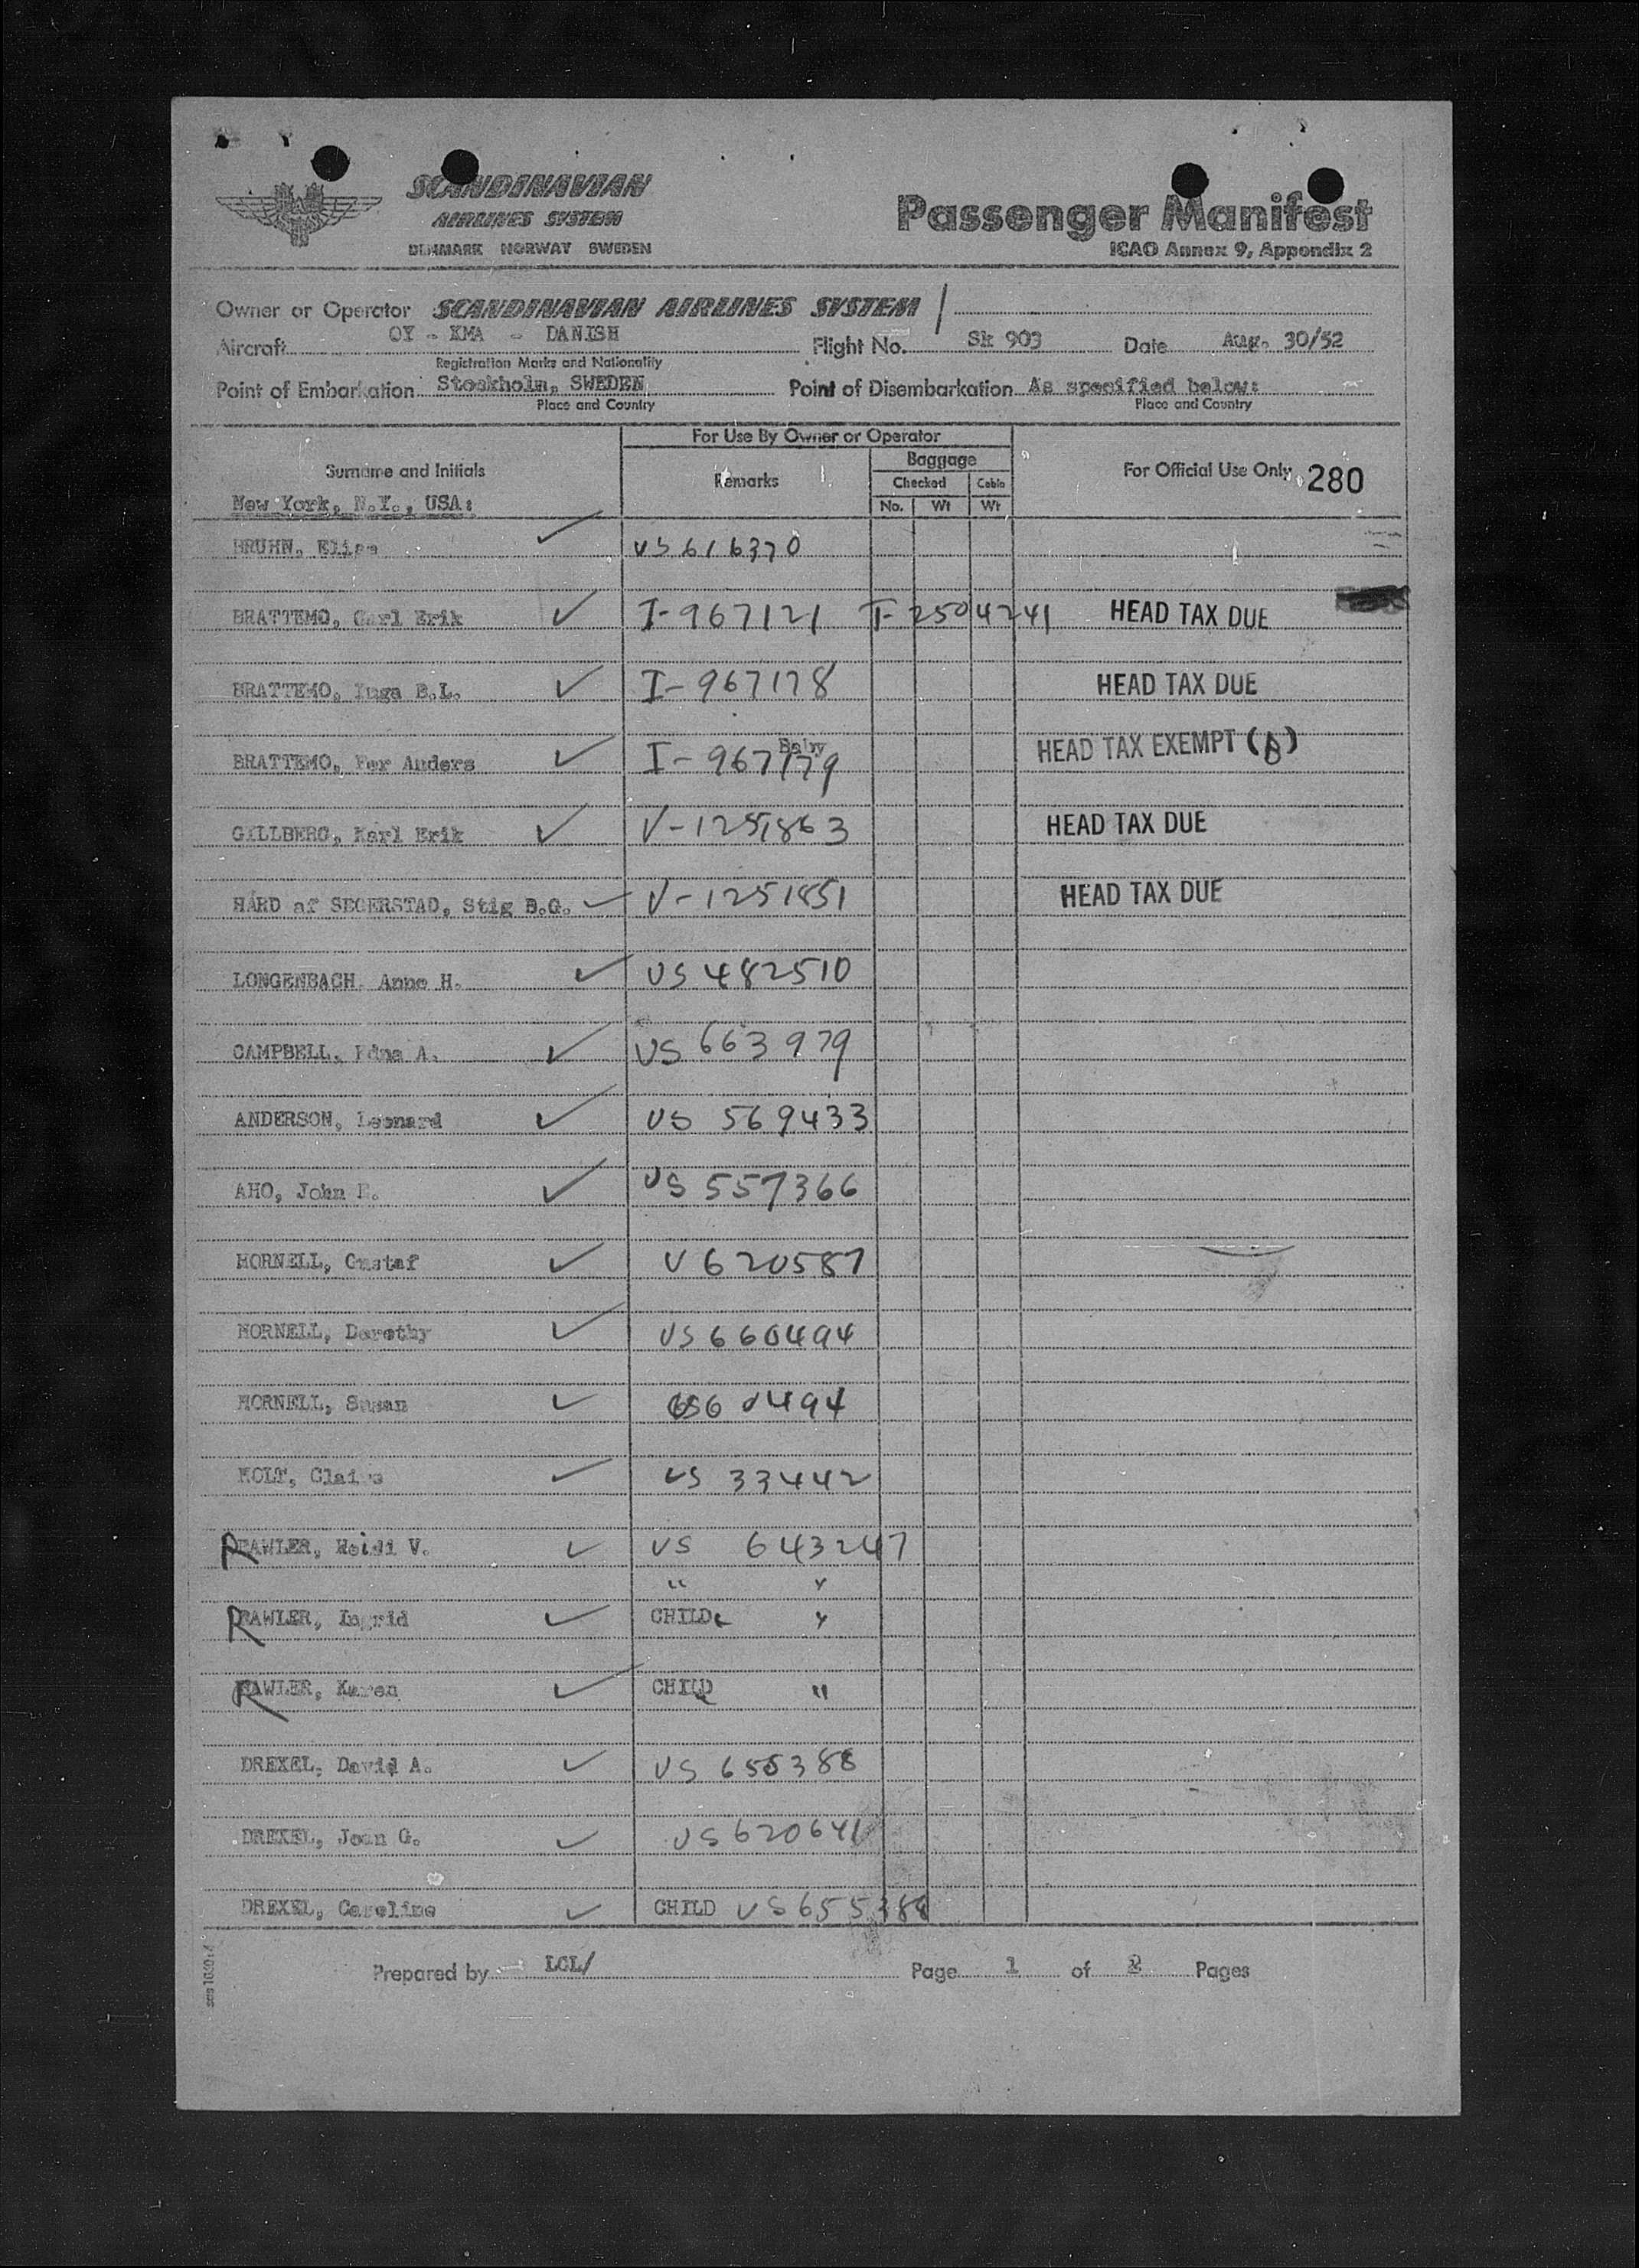 SCANDINAVIAN
AIRLINES SYSTEM
DENMARK NORWAY SWEDEN
Passenger Manifest
ICAO Annex 9, Appendix 2
Owner or Operator SCANDINAVIAN AIRLINES SYSTEM
Aircraft OY - KMA - DANISH Flight No. SK 903 Date Aug. 30/52
Registration Marks and Nationality
Point of Embarkation Stockholm, SWEDEN Point of Disembarkation As specified below:
Place and Country Place and Country
For Use By Owner or Operator
Surname and Initials Remarks Baggage For Official Use Only 280
Checked Cabin
No. Wt Wt
New York, N.Y., USA:
BRUHN, Elise US 616370
BRATTEMO, Carl Erik I-967121 T-2504241 HEAD TAX DUE
BRATTEMO, Inga B.L. I-967178 HEAD TAX DUE
Baby
BRATTEMO, Per Anders I-967179 HEAD TAX EXEMPT (B)
GILLBERG, Karl Erik V-1251863 HEAD TAX DUE
HÅRD af SEGERSTAD, Stig B.G. V-1251851 HEAD TAX DUE
LONGENBACH, Anne H. US 482510
CAMPBELL, Edna A. US 663979
ANDERSON, Leonard US 569433
AHO, John E. US 557366
HORNELL, Gustaf V 620587
HORNELL, Dorothy US 660494
HORNELL, Susan
HOLT, Claire US 33442
RAWLER, Heidi V. US 643247
" "
RAWLER, Ingrid CHILD "
RAWLER, Karen CHILD "
DREXEL, David A. US 655388
DREXEL, Joan G. US 620641
DREXEL, Caroline CHILD US 655388
Prepared by LCL/ Page 1 of 2 Pages